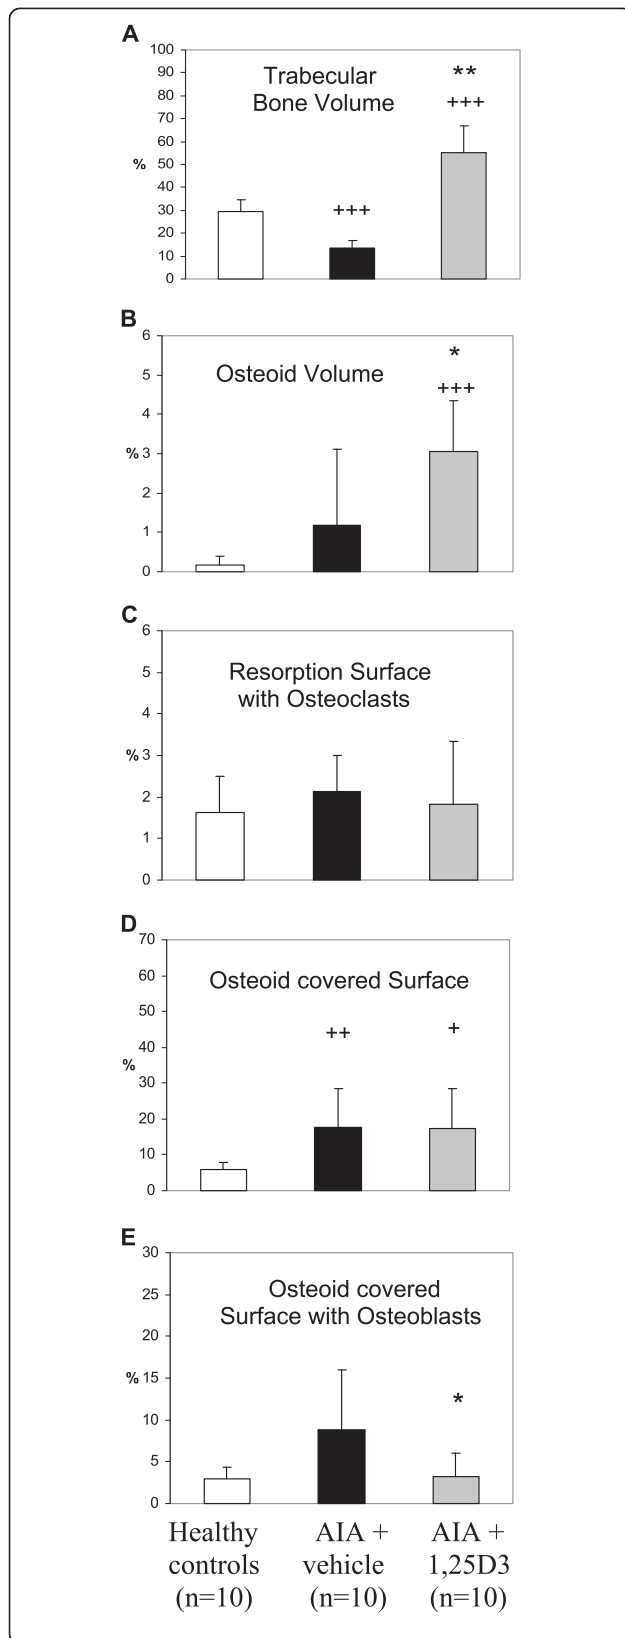 A
100
90
80
70
60
50
40
30
20
10
0
%
Trabecular
Bone Volume
+++
**
+++
B
6
5
4
3
2
1
0
%
Osteoid Volume
*
+++
C
6
5
4
3
2
1
0
%
Resorption Surface
with Osteoclasts
D
70
60
50
40
30
20
10
0
%
Osteoid covered Surface
++
+
E
30
25
20
15
10
5
0
%
Osteoid covered
Surface with Osteoblasts
*
Healthy
controls
(n=10)
AIA +
vehicle
(n=10)
AIA +
1,25D3
(n=10)